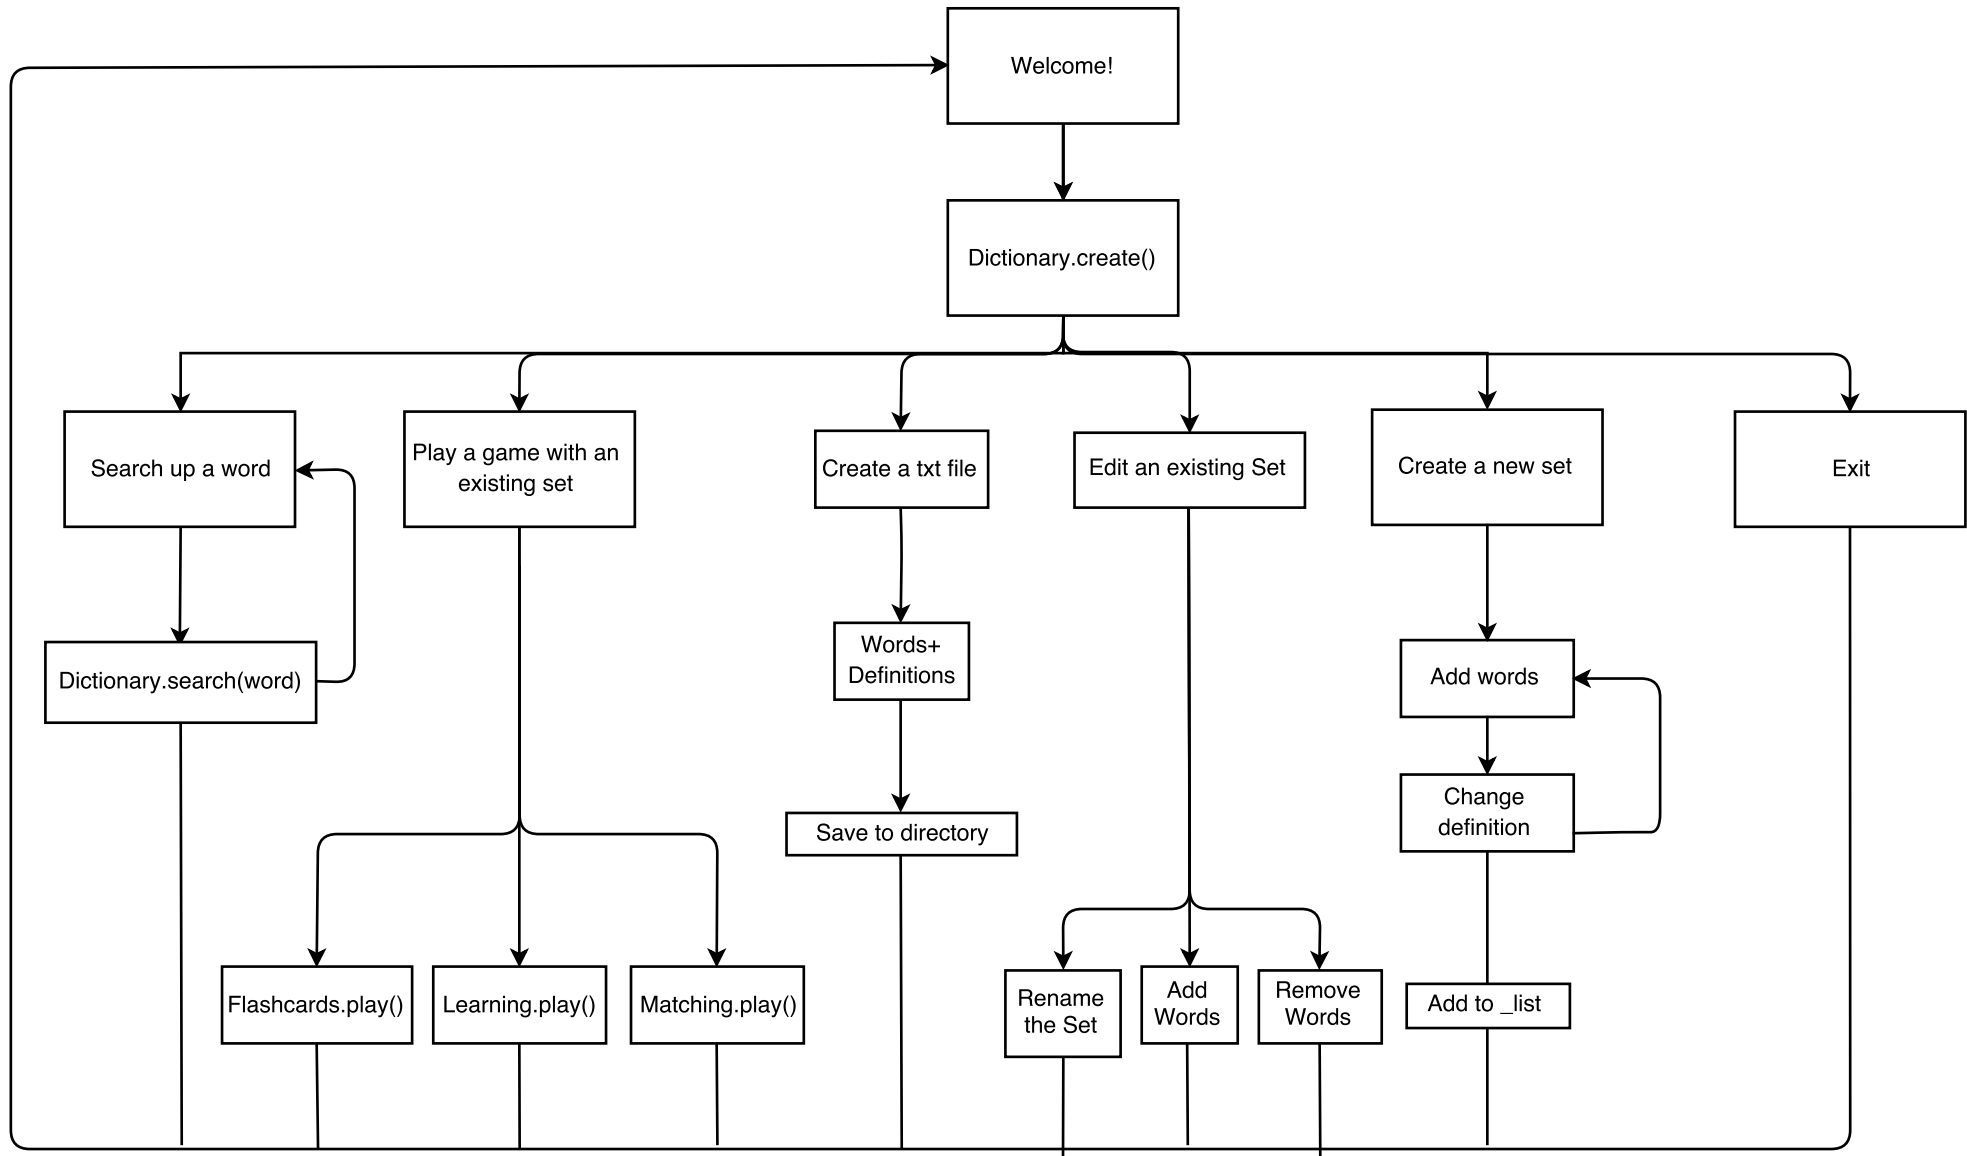 Welcome!
Dictionary.create()
Search up a word
Play a game with an
existing set
Create a txt file
Edit an existing Set
Create a new set
Exit
Dictionary.search(word)
Words+
Definitions
Add words
Change
definition
Save to directory
Flashcards.play()
Learning.play()
Matching.play()
Rename
the Set
Add
Words
Remove
Words
Add to _list